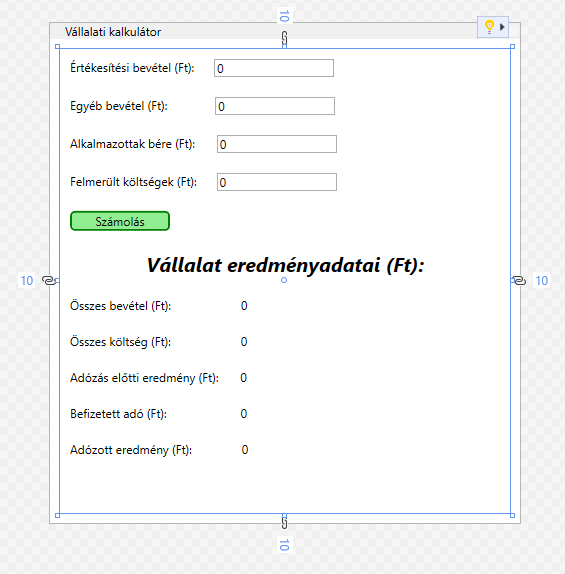 10
Vállalati kalkulátor
Értékesítési bevétel (Ft): 0
Egyéb bevétel (Ft): 0
Alkalmazottak bére (Ft): 0
Felmerült költségek (Ft): 0
Számolás
Vállalat eredményadatai (Ft):
10
10
Összes bevétel (Ft): 0
Összes költség (Ft): 0
Adózás előtti eredmény (Ft): 0
Befizetett adó (Ft): 0
Adózott eredmény (Ft): 0
10